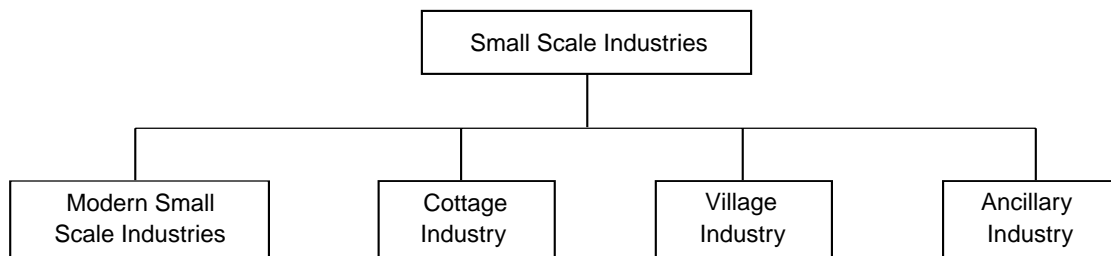 Small Scale Industries
Modern Small
Scale Industries
Cottage
Industry
Village
Industry
Ancillary
Industry